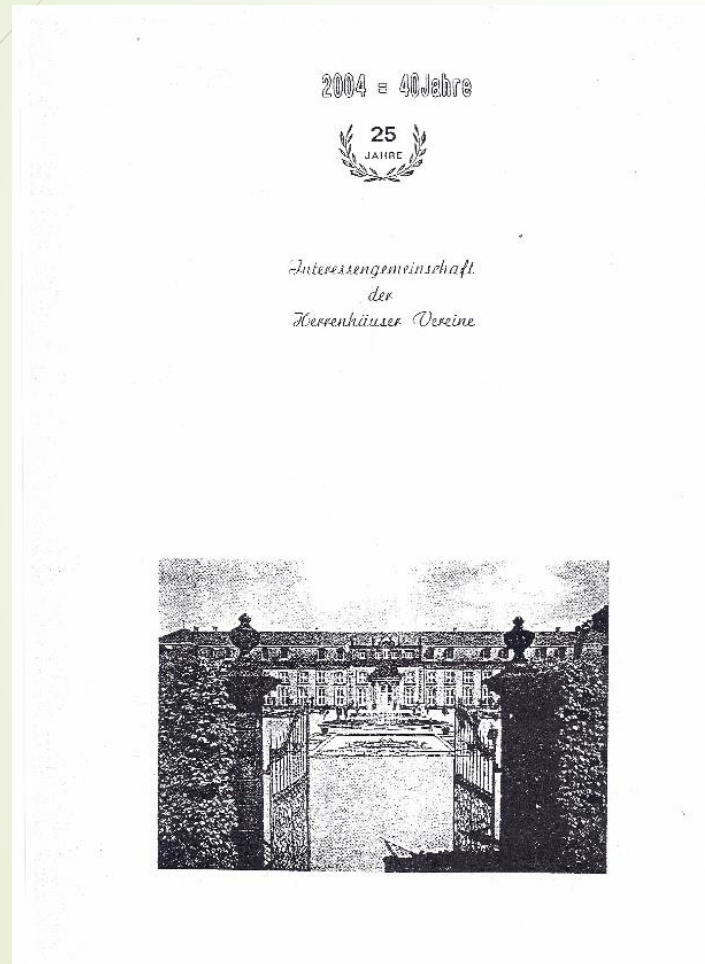 2004 = 40Jahre
25
JAHRE
Interessengemeinschaft
der
Herrenhäuser Vereine